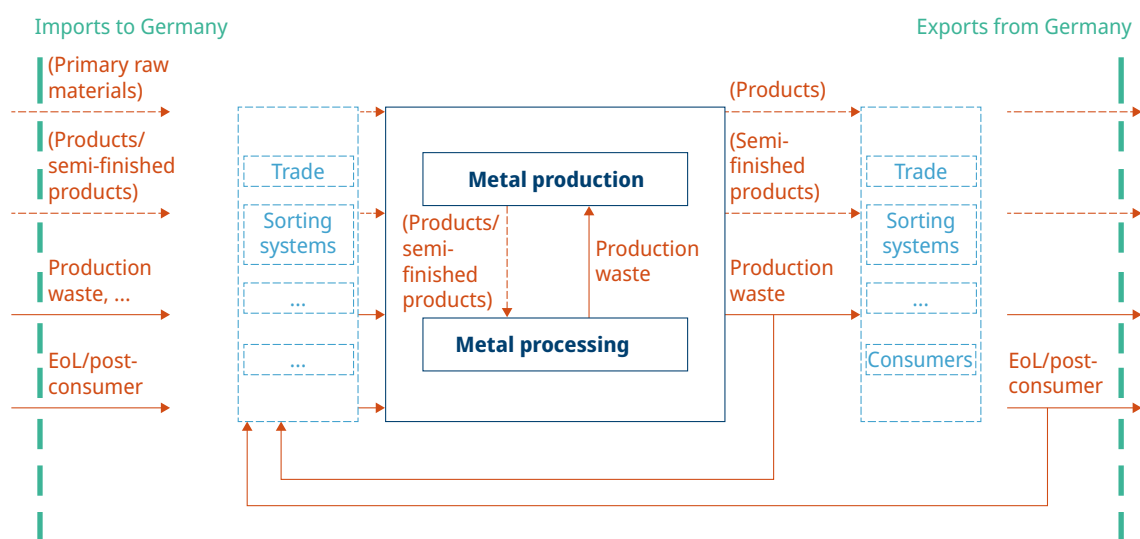 Imports to Germany
Exports from Germany
(Primary raw
materials)
(Products/
semi-finished
products)
Production
waste, ...
EoL/post-
consumer
Trade
Sorting
systems
...
...
Metal production
(Products/
semi-
finished
products)
Production
waste
Metal processing
(Products)
(Semi-
finished
products)
Production
waste
Trade
Sorting
systems
...
Consumers
EoL/post-
consumer